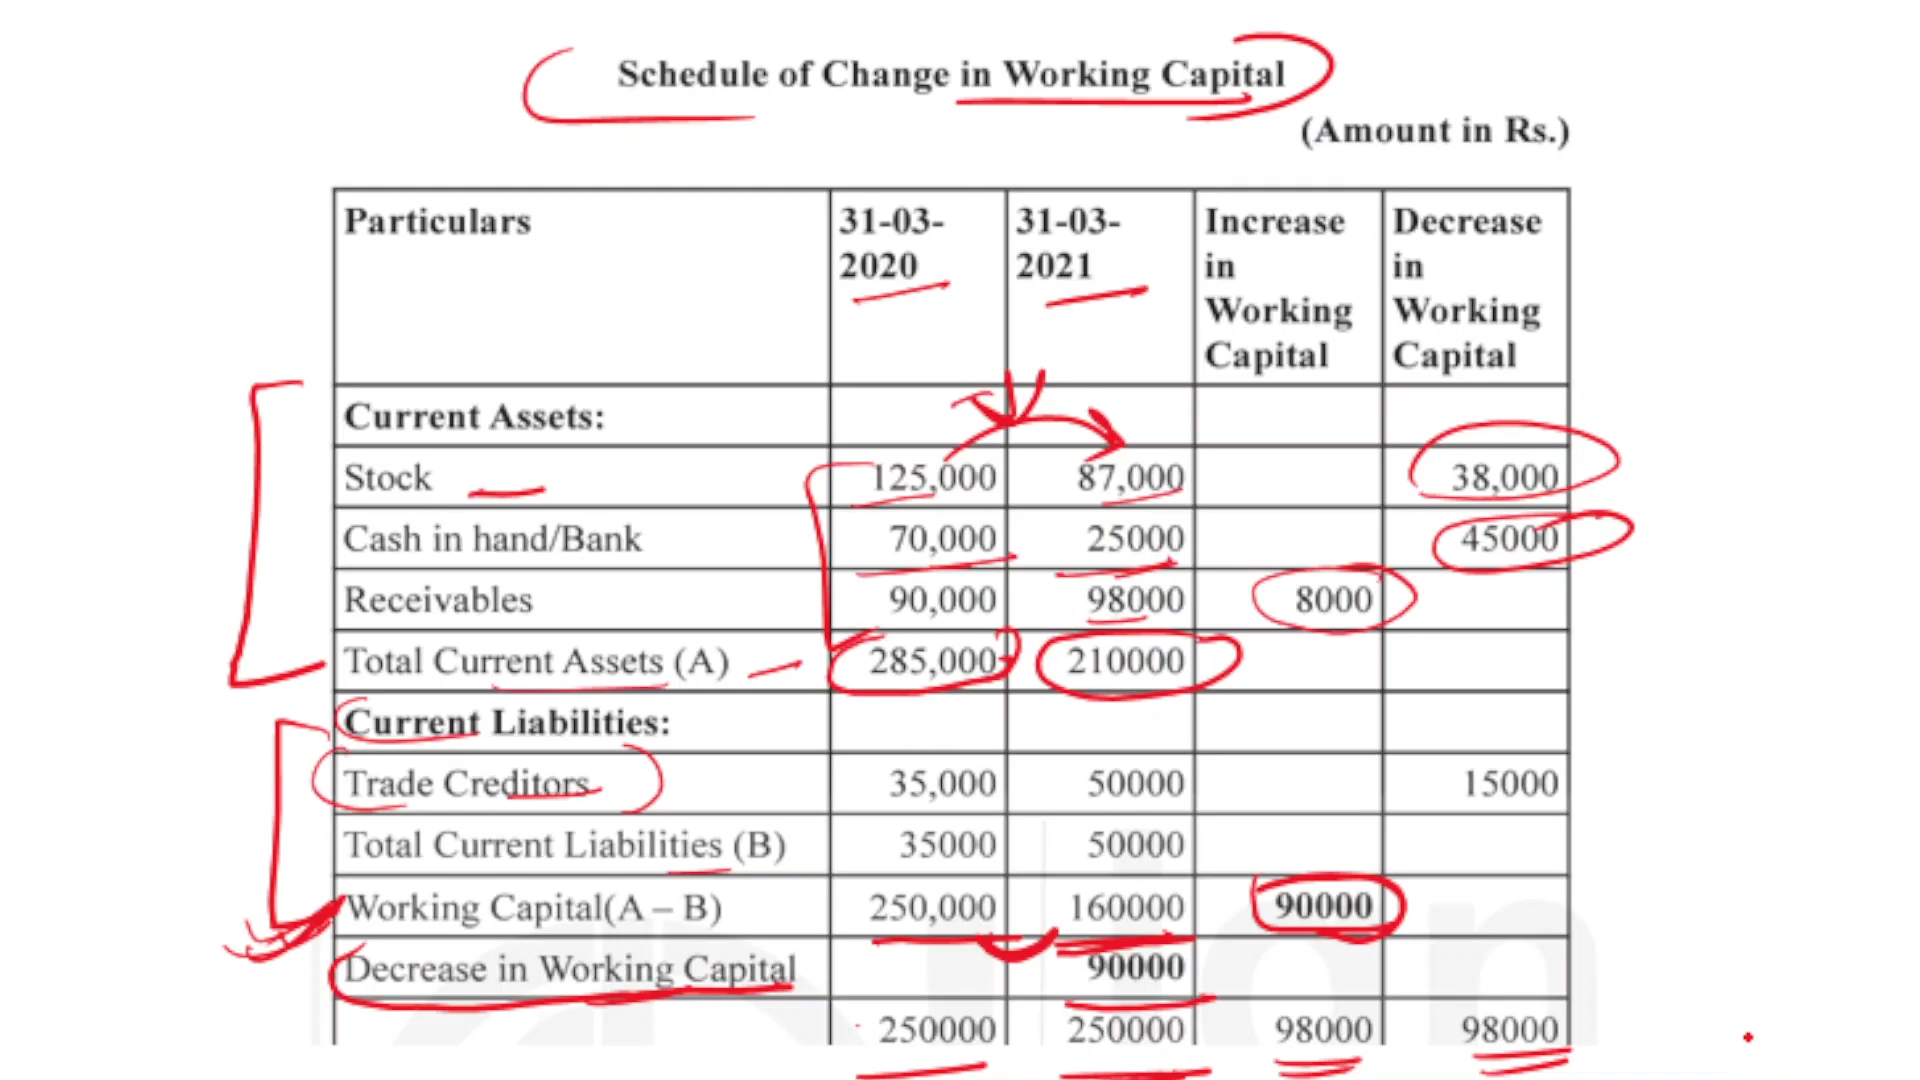 Schedule of Change in Working Capital
(Amount in Rs.)
Particulars 31-03-2020 31-03-2021 Increase in Working Capital Decrease in Working Capital
Current Assets:
Stock 125,000 87,000 38,000
Cash in hand/Bank 70,000 25000 45000
Receivables 90,000 98000 8000
Total Current Assets (A) 285,000 210000
Current Liabilities:
Trade Creditors 35,000 50000 15000
Total Current Liabilities (B) 35000 50000
Working Capital(A – B) 250,000 160000 90000
Decrease in Working Capital 90000
250000 250000 98000 98000